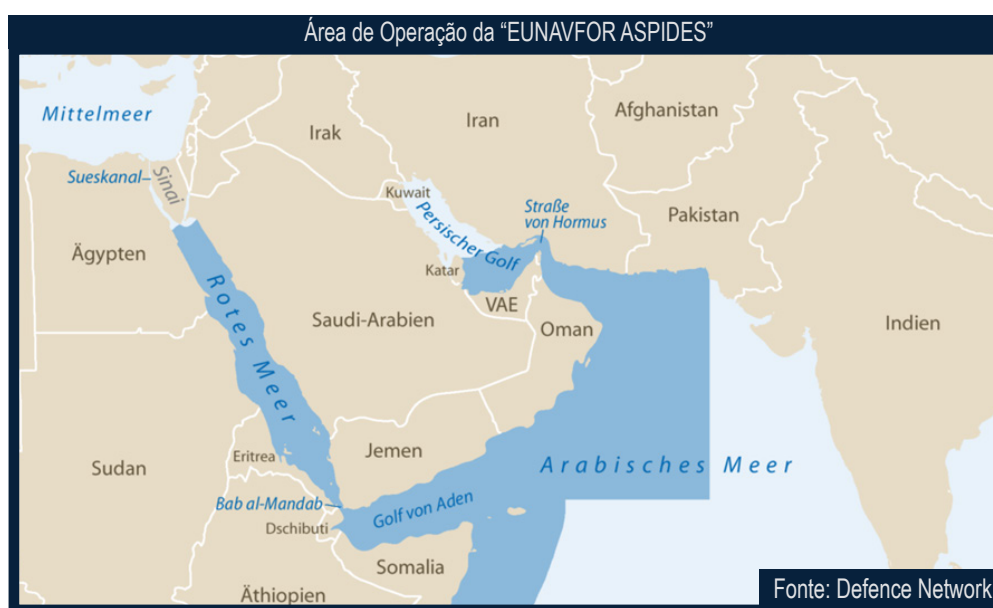 Área de Operação da “EUNAVFOR ASPIDES”
Mittelmeer
Irak
Iran
Afghanistan
Sueskanal
Sinai
Kuwait
Persischer Golf
Straße
von Hormus
Pakistan
Ägypten
Katar
VAE
Rotes Meer
Saudi-Arabien
Oman
Indien
Sudan
Eritrea
Jemen
Arabisches Meer
Bab al-Mandab
Golf von Aden
Dschibuti
Somalia
Äthiopien
Fonte: Defence Network